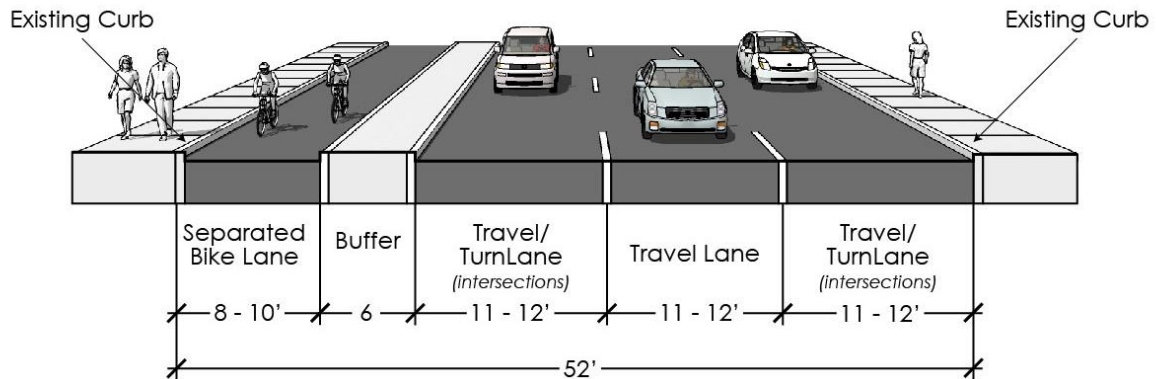 Existing Curb
Existing Curb
Separated
Bike Lane
Buffer
Travel/
TurnLane
(intersections)
Travel Lane
Travel/
TurnLane
(intersections)
8 - 10'
6
11 - 12'
11 - 12'
11 - 12'
52'